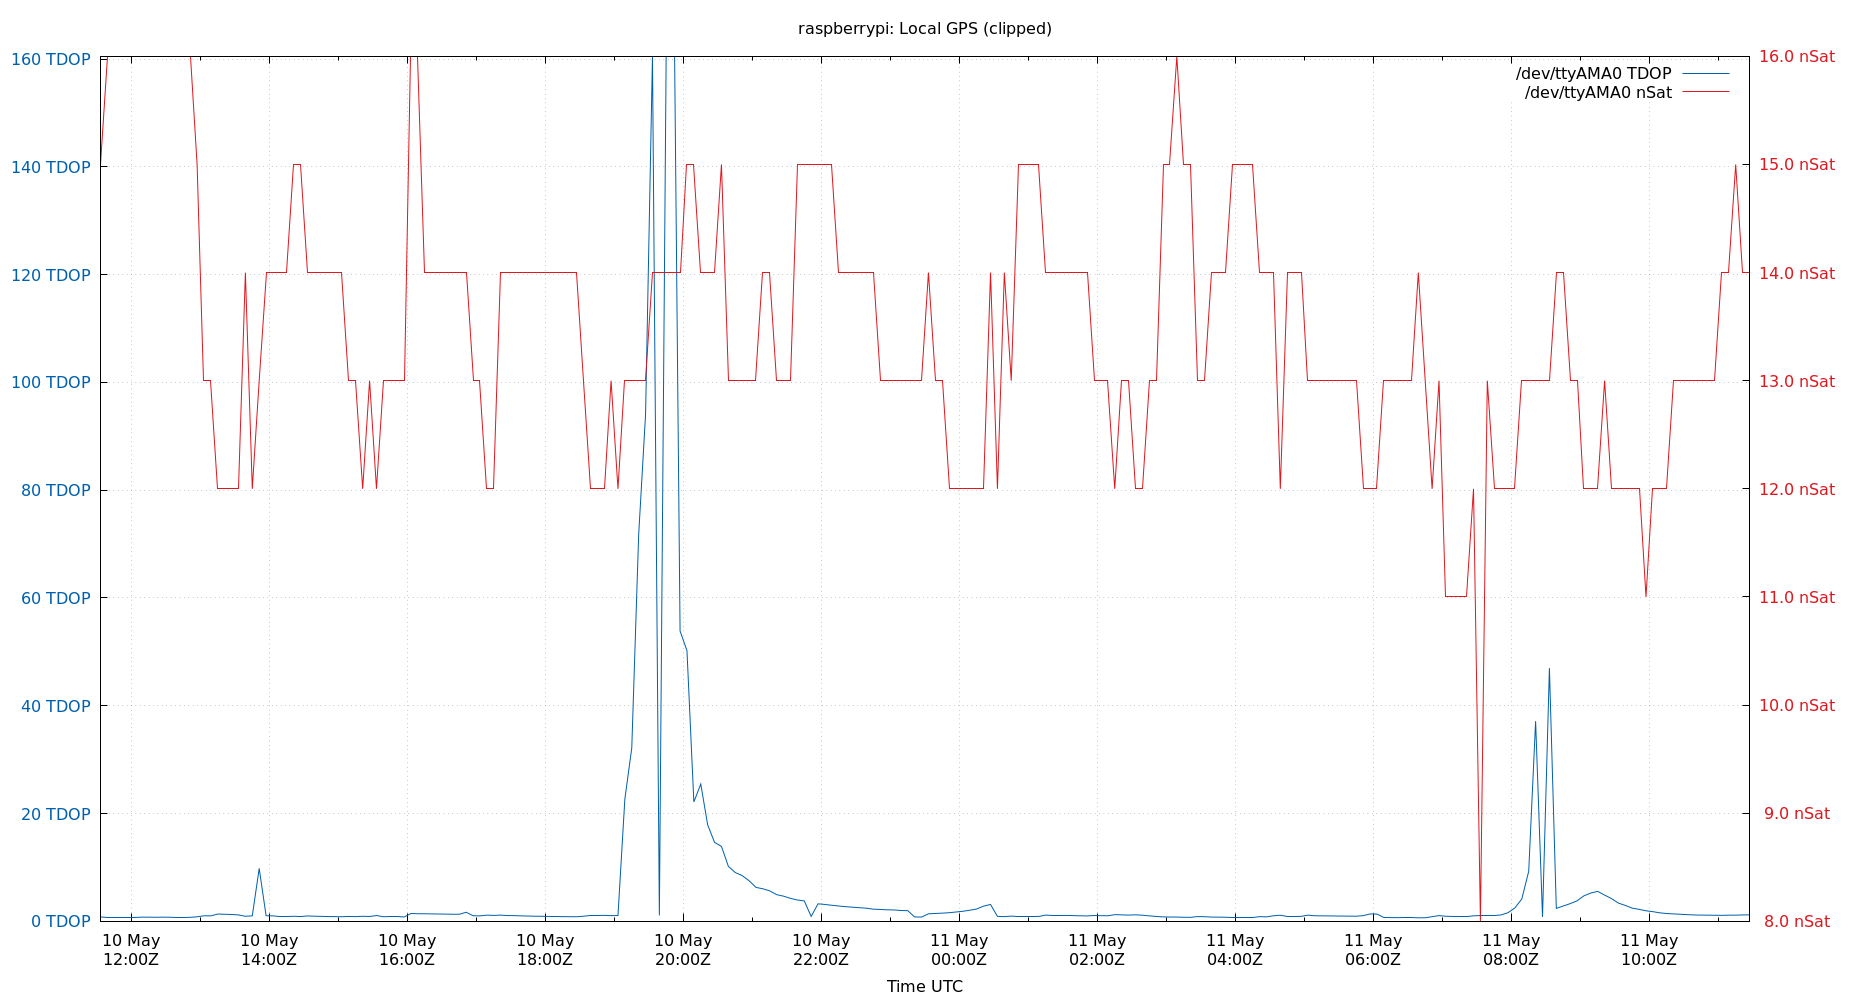 raspberrypi: Local GPS (clipped)
160 TDOP
140 TDOP
120 TDOP
100 TDOP
80 TDOP
60 TDOP
40 TDOP
20 TDOP
0 TDOP
16.0 nSat
15.0 nSat
14.0 nSat
13.0 nSat
12.0 nSat
11.0 nSat
10.0 nSat
9.0 nSat
8.0 nSat
/dev/ttyAMA0 TDOP
/dev/ttyAMA0 nSat
10 May
12:00Z
10 May
14:00Z
10 May
16:00Z
10 May
18:00Z
10 May
20:00Z
10 May
22:00Z
11 May
00:00Z
11 May
02:00Z
11 May
04:00Z
11 May
06:00Z
11 May
08:00Z
11 May
10:00Z
Time UTC